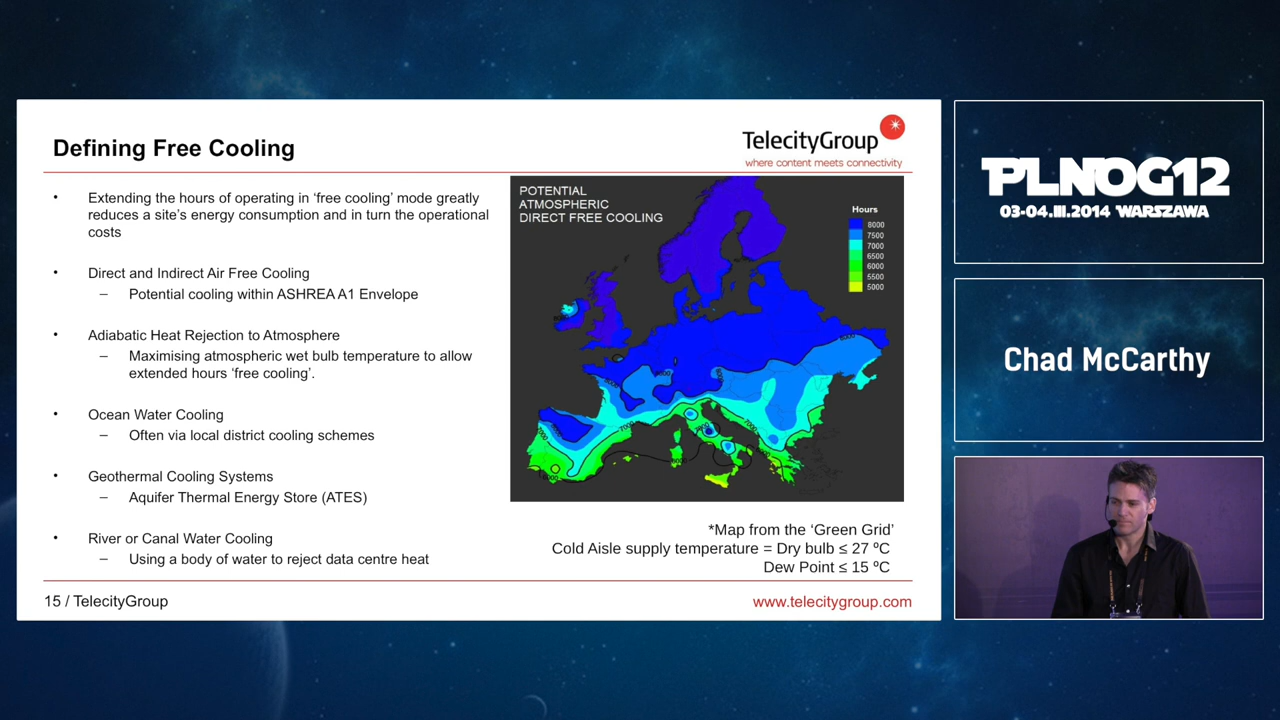 Defining Free Cooling
TelecityGroup
where content meets connectivity
• Extending the hours of operating in ‘free cooling’ mode greatly
reduces a site’s energy consumption and in turn the operational
costs
• Direct and Indirect Air Free Cooling
– Potential cooling within ASHREA A1 Envelope
• Adiabatic Heat Rejection to Atmosphere
– Maximising atmospheric wet bulb temperature to allow
extended hours ‘free cooling’.
• Ocean Water Cooling
– Often via local district cooling schemes
• Geothermal Cooling Systems
– Aquifer Thermal Energy Store (ATES)
• River or Canal Water Cooling
– Using a body of water to reject data centre heat
POTENTIAL
ATMOSPHERIC
DIRECT FREE COOLING
Hours
8000
7500
7000
6500
6000
5500
5000
*Map from the ‘Green Grid’
Cold Aisle supply temperature = Dry bulb ≤ 27 ºC
Dew Point ≤ 15 ºC
15 / TelecityGroup
www.telecitygroup.com
PLNOG12
03-04.III.2014 WARSZAWA
Chad McCarthy